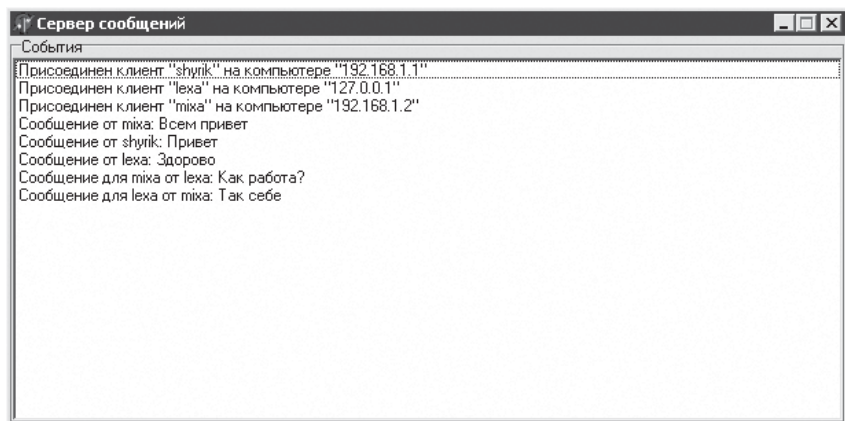 Сервер сообщений
События
Присоединен клиент "shyrik" на компьютере "192.168.1.1"
Присоединен клиент "lexa" на компьютере "127.0.0.1"
Присоединен клиент "mixa" на компьютере "192.168.1.2"
Сообщение от mixa: Всем привет
Сообщение от shyrik: Привет
Сообщение от lexa: Здорово
Сообщение для mixa от lexa: Как работа?
Сообщение для lexa от mixa: Так себе